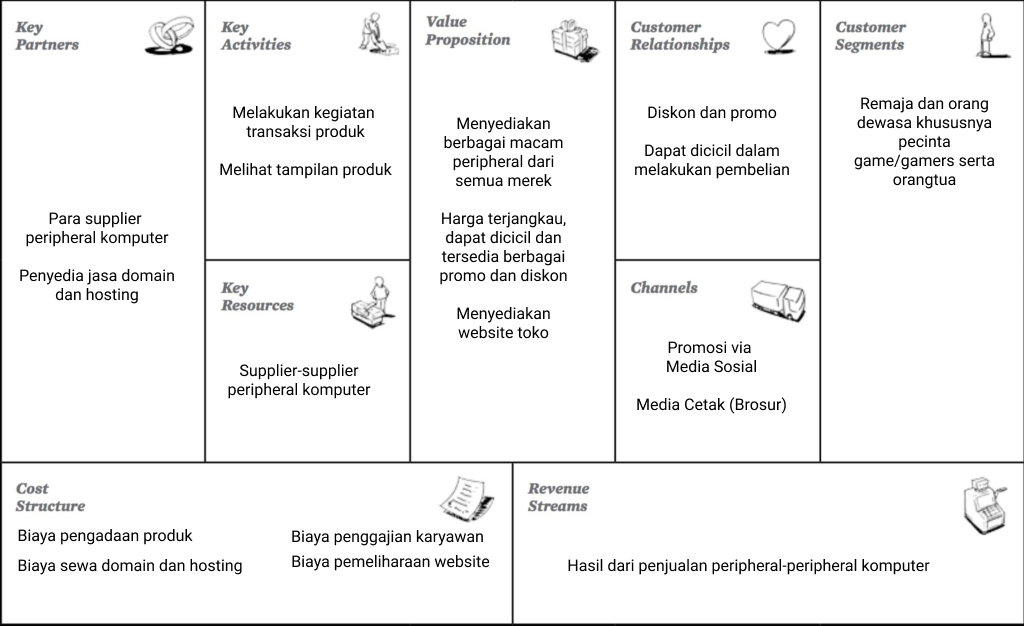 Key
Partners
Para supplier
peripheral komputer
Penyedia jasa domain
dan hosting
Key
Activities
Melakukan kegiatan
transaksi produk
Melihat tampilan produk
Key
Resources
Supplier-supplier
peripheral komputer
Value
Proposition
Menyediakan
berbagai macam
peripheral dari
semua merek
Harga terjangkau,
dapat dicicil dan
tersedia berbagai
promo dan diskon
Menyediakan
website toko
Customer
Relationships
Diskon dan promo
Dapat dicicil dalam
melakukan pembelian
Channels
Promosi via
Media Sosial
Media Cetak (Brosur)
Customer
Segments
Remaja dan orang
dewasa khususnya
pecinta
game/gamers serta
orangtua
Cost
Structure
Biaya pengadaan produk
Biaya sewa domain dan hosting
Biaya penggajian karyawan
Biaya pemeliharaan website
Revenue
Streams
Hasil dari penjualan peripheral-peripheral komputer